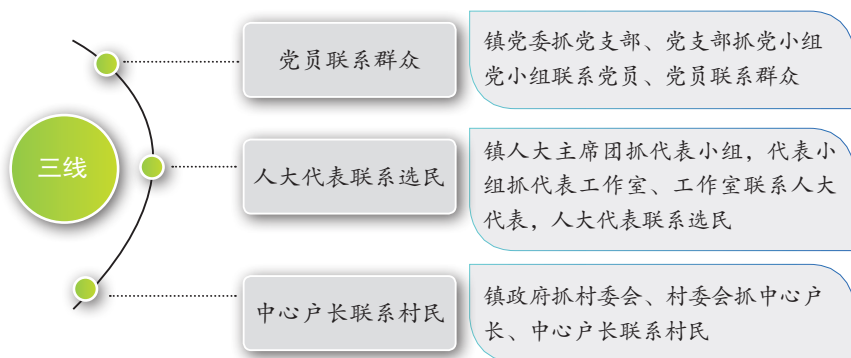 三线
党员联系群众
镇党委抓党支部、党支部抓党小组
党小组联系党员、党员联系群众
人大代表联系选民
镇人大主席团抓代表小组，代表小
组抓代表工作室、工作室联系人大
代表，人大代表联系选民
中心户长联系村民
镇政府抓村委会、村委会抓中心户
长、中心户长联系村民